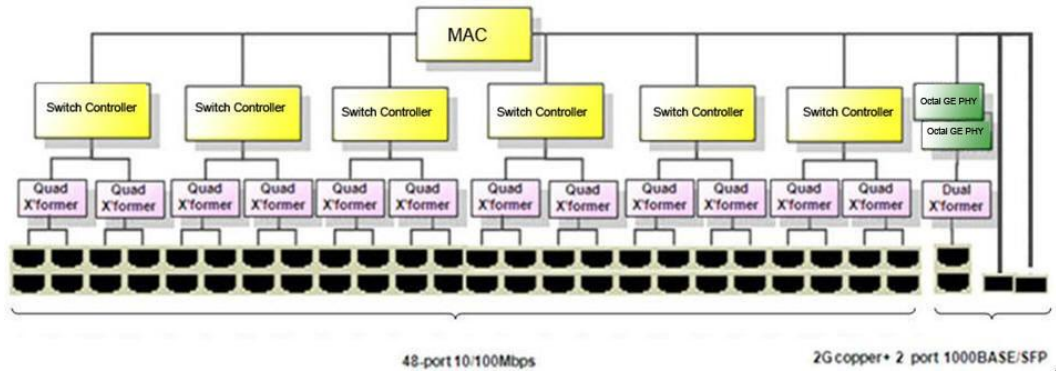 MAC
Switch Controller
Switch Controller
Switch Controller
Switch Controller
Switch Controller
Switch Controller
Octal GE PHY
Octal GE PHY
Quad
X'former
Quad
X'former
Quad
X'former
Quad
X'former
Quad
X'former
Quad
X'former
Quad
X'former
Quad
X'former
Quad
X'former
Quad
X'former
Quad
X'former
Quad
X'former
Dual
X'former
48-port 10/100Mbps
2G copper+ 2 port 1000BASE/SFP